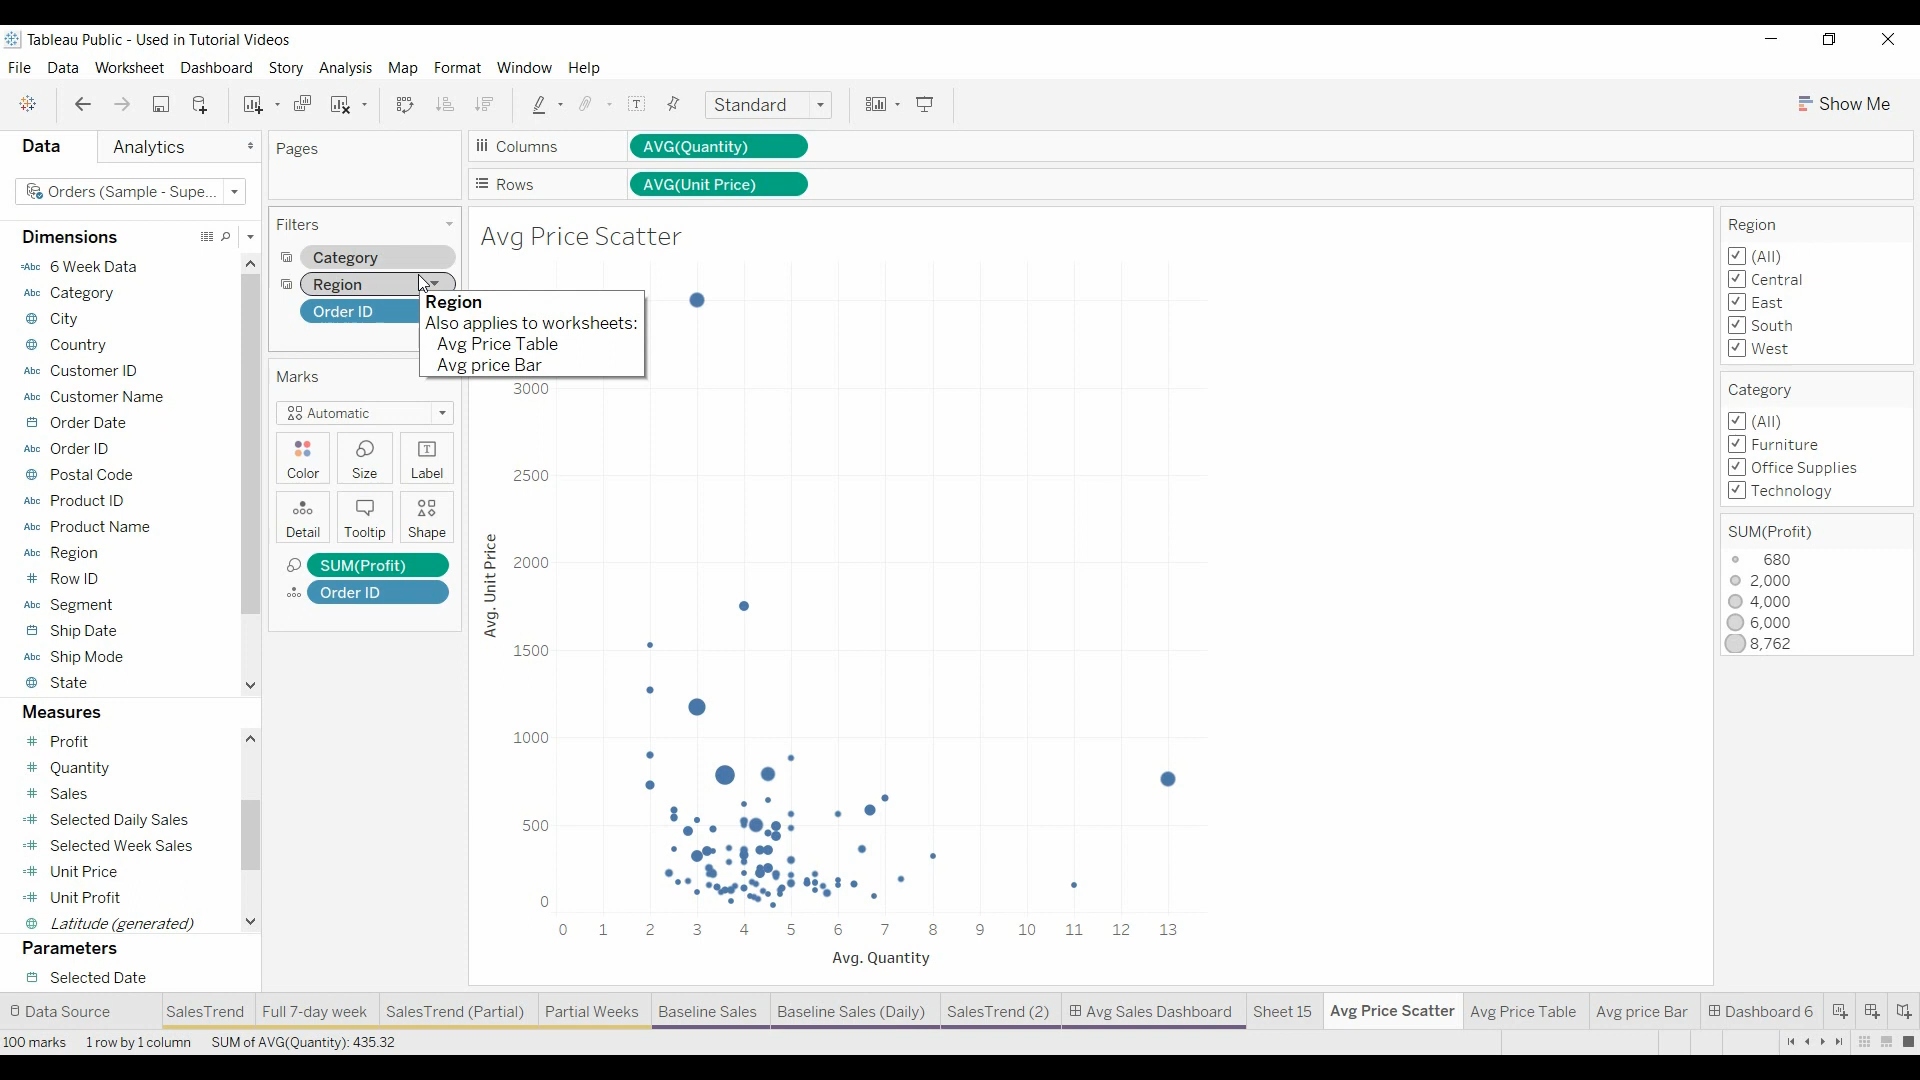 Tableau Public - Used in Tutorial Videos
File Data Worksheet Dashboard Story Analysis Map Format Window Help
Standard
Show Me
Data Analytics
Orders (Sample - Supe...
Dimensions
Abc 6 Week Data
Abc Category
City
Country
Abc Customer ID
Abc Customer Name
Order Date
Abc Order ID
Postal Code
Abc Product ID
Abc Product Name
Abc Region
# Row ID
Abc Segment
Ship Date
Abc Ship Mode
State
Measures
# Profit
# Quantity
# Sales
=# Selected Daily Sales
=# Selected Week Sales
=# Unit Price
=# Unit Profit
Latitude (generated)
Parameters
Selected Date
Pages
Filters
Category
Region
Order ID
Marks
Automatic
Color Size Label
Detail Tooltip Shape
SUM(Profit)
Order ID
Columns AVG(Quantity)
Rows AVG(Unit Price)
Avg Price Scatter
Region
Also applies to worksheets:
Avg Price Table
Avg price Bar
3000
2500
2000
1500
1000
500
0
Avg. Unit Price
0 1 2 3 4 5 6 7 8 9 10 11 12 13
Avg. Quantity
Region
(All)
Central
East
South
West
Category
(All)
Furniture
Office Supplies
Technology
SUM(Profit)
680
2,000
4,000
6,000
8,762
Data Source SalesTrend Full 7-day week SalesTrend (Partial) Partial Weeks Baseline Sales Baseline Sales (Daily) SalesTrend (2) Avg Sales Dashboard Sheet 15 Avg Price Scatter Avg Price Table Avg price Bar Dashboard 6
100 marks 1 row by 1 column SUM of AVG(Quantity): 435.32